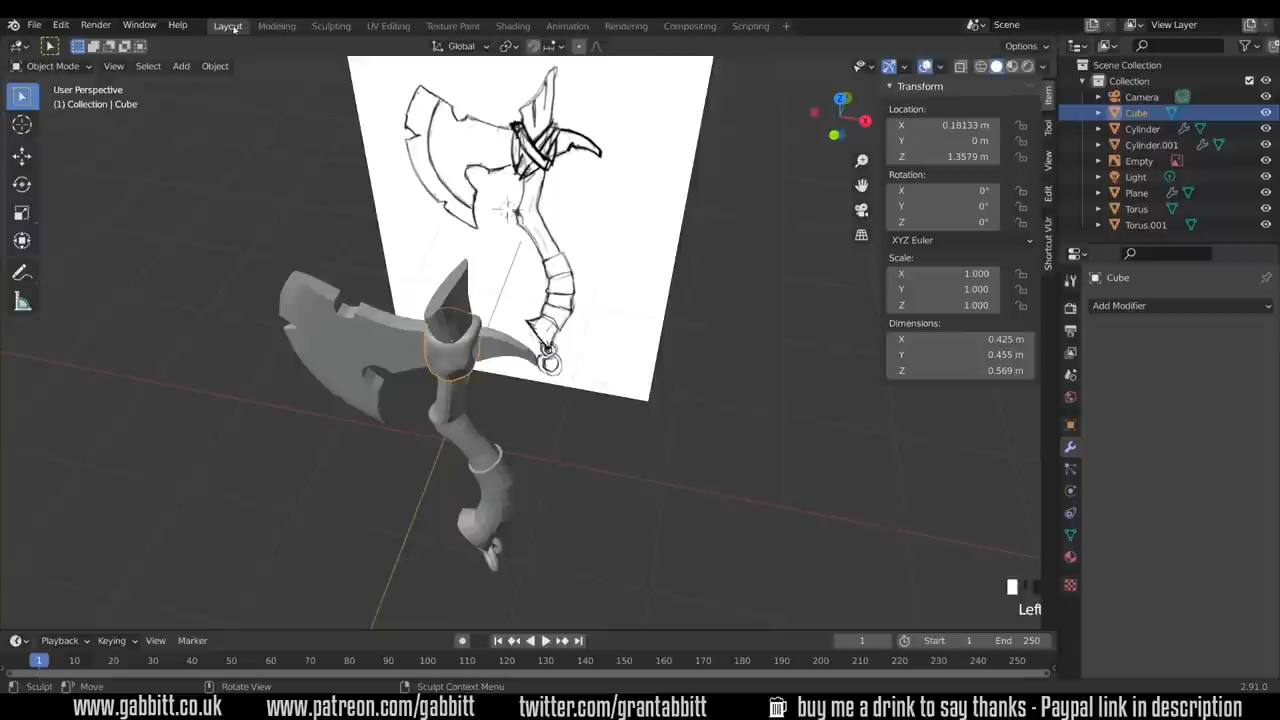 File Edit Render Window Help Layout Modeling Sculpting UV Editing Texture Paint Shading Animation Rendering Compositing Scripting + Scene View Layer
Global Options
Object Mode View Select Add Object
User Perspective
(1) Collection | Cube
Z
X
Transform
Location:
X 0.18133 m
Y 0 m
Z 1.3579 m
Rotation:
X 0°
Y 0°
Z 0°
XYZ Euler
Scale:
X 1.000
Y 1.000
Z 1.000
Dimensions:
X 0.425 m
Y 0.455 m
Z 0.569 m
Item
Tool
View
Edit
Shortcut VUr
Scene Collection
Collection
Camera
Cube
Cylinder
Cylinder.001
Empty
Light
Plane
Torus
Torus.001
Cube
Add Modifier
Left
Playback Keying View Marker 1 Start 1 End 250
1 10 20 30 40 50 60 70 80 90 100 110 120 130 140 150 160 170 180 190 200 210 220 230 240 250
Sculpt Move Rotate View Sculpt Context Menu 2.91.0
www.gabbitt.co.uk www.patreon.com/gabbitt twitter.com/grantabbitt buy me a drink to say thanks - Paypal link in description